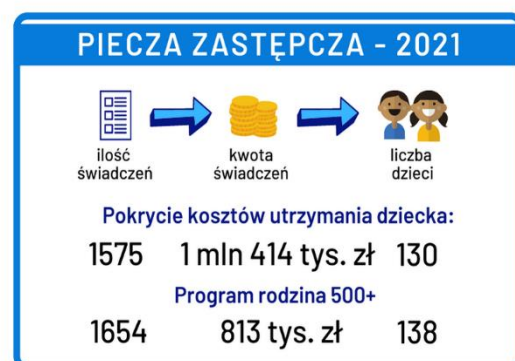 PIECZA ZASTĘPCZA - 2021
ilość świadczeń
kwota świadczeń
liczba dzieci
Pokrycie kosztów utrzymania dziecka:
1575 1 mln 414 tys. zł 130
Program rodzina 500+
1654 813 tys. zł 138